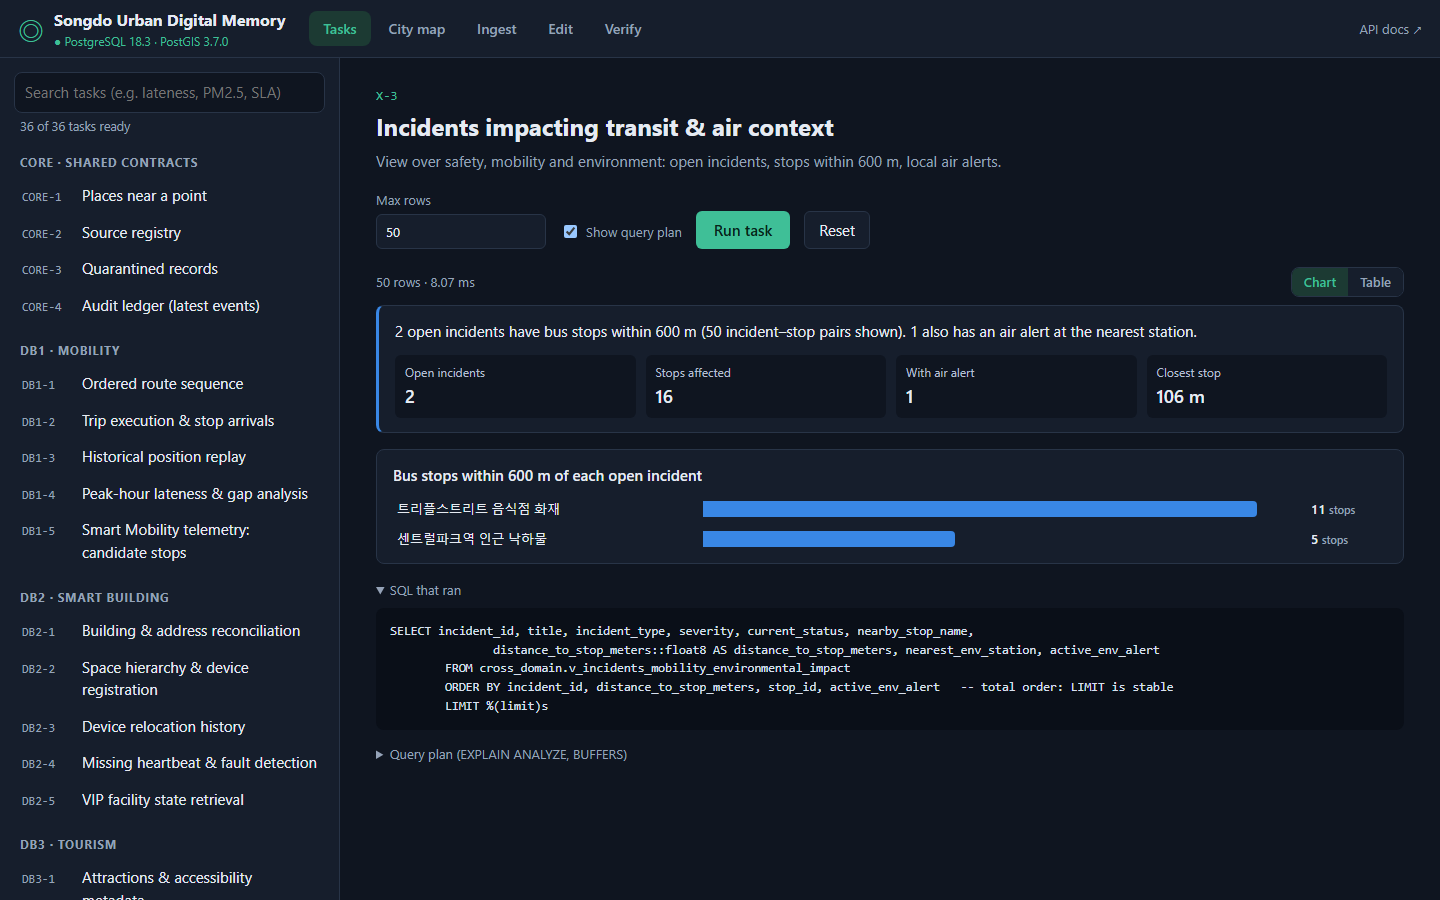 Songdo Urban Digital Memory
● PostgreSQL 18.3 · PostGIS 3.7.0
Tasks
City map
Ingest
Edit
Verify
API docs ↗
Search tasks (e.g. lateness, PM2.5, SLA)
36 of 36 tasks ready
CORE · SHARED CONTRACTS
CORE-1 Places near a point
CORE-2 Source registry
CORE-3 Quarantined records
CORE-4 Audit ledger (latest events)
DB1 · MOBILITY
DB1-1 Ordered route sequence
DB1-2 Trip execution & stop arrivals
DB1-3 Historical position replay
DB1-4 Peak-hour lateness & gap analysis
DB1-5 Smart Mobility telemetry:
candidate stops
DB2 · SMART BUILDING
DB2-1 Building & address reconciliation
DB2-2 Space hierarchy & device
registration
DB2-3 Device relocation history
DB2-4 Missing heartbeat & fault detection
DB2-5 VIP facility state retrieval
DB3 · TOURISM
DB3-1 Attractions & accessibility
X-3
Incidents impacting transit & air context
View over safety, mobility and environment: open incidents, stops within 600 m, local air alerts.
Max rows
50
Show query plan
Run task
Reset
50 rows · 8.07 ms
Chart
Table
2 open incidents have bus stops within 600 m (50 incident–stop pairs shown). 1 also has an air alert at the nearest station.
Open incidents
2
Stops affected
16
With air alert
1
Closest stop
106 m
Bus stops within 600 m of each open incident
트리플스트리트 음식점 화재 11 stops
센트럴파크역 인근 낙하물 5 stops
▼ SQL that ran
SELECT incident_id, title, incident_type, severity, current_status, nearby_stop_name,
distance_to_stop_meters::float8 AS distance_to_stop_meters, nearest_env_station, active_env_alert
FROM cross_domain.v_incidents_mobility_environmental_impact
ORDER BY incident_id, distance_to_stop_meters, stop_id, active_env_alert -- total order: LIMIT is stable
LIMIT %(limit)s
▶ Query plan (EXPLAIN ANALYZE, BUFFERS)